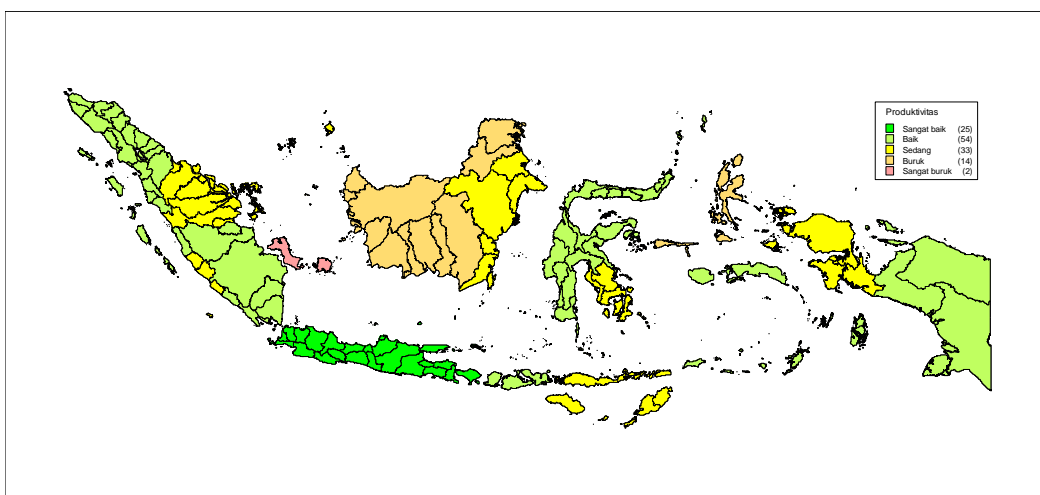 Produktivitas
Sangat baik (25)
Baik (54)
Sedang (33)
Buruk (14)
Sangat buruk (2)